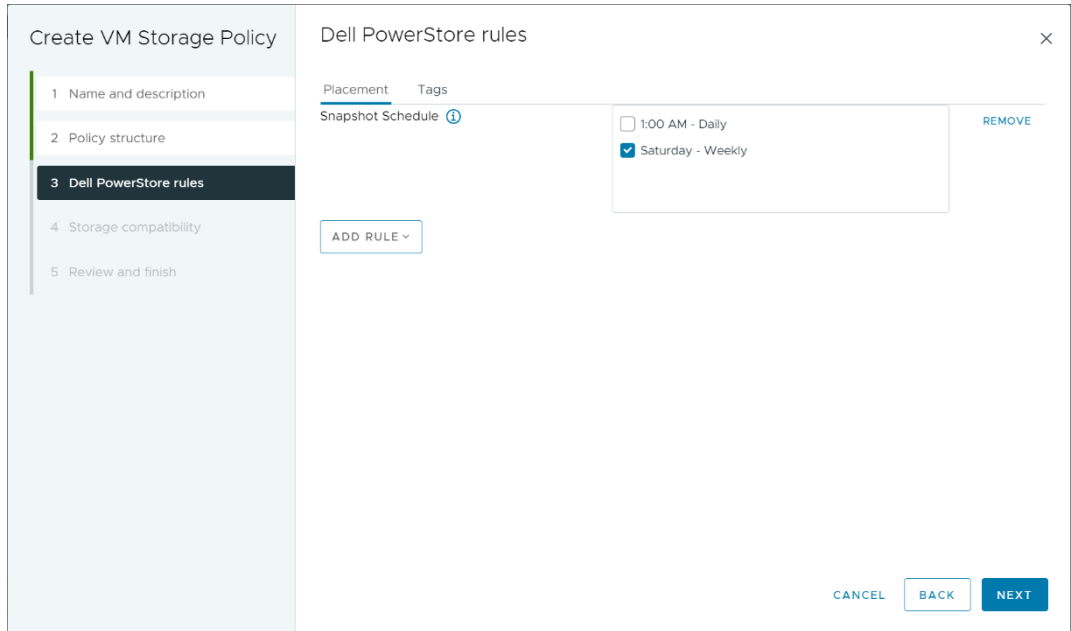 Create VM Storage Policy
1 Name and description
2 Policy structure
3 Dell PowerStore rules
4 Storage compatibility
5 Review and finish
Dell PowerStore rules
Placement Tags
Snapshot Schedule
1:00 AM - Daily
Saturday - Weekly
REMOVE
ADD RULE
CANCEL BACK NEXT